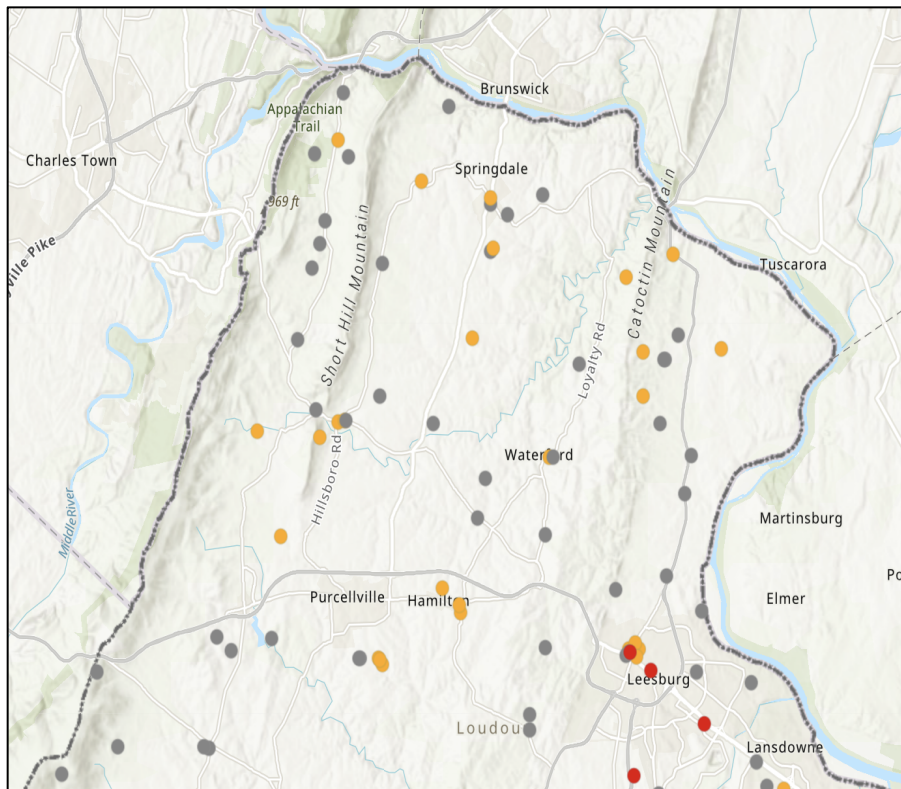 Brunswick
Appalachian
Trail
Charles Town
Springdale
969 ft
ville Pike
Short Hill Mountain
Catoctin Mountain
Tuscarora
Loyalty Rd
Hillsboro Rd
Waterford
Middle River
Martinsburg
Po
Elmer
Purcellville
Hamilton
Leesburg
Loudou
Lansdowne